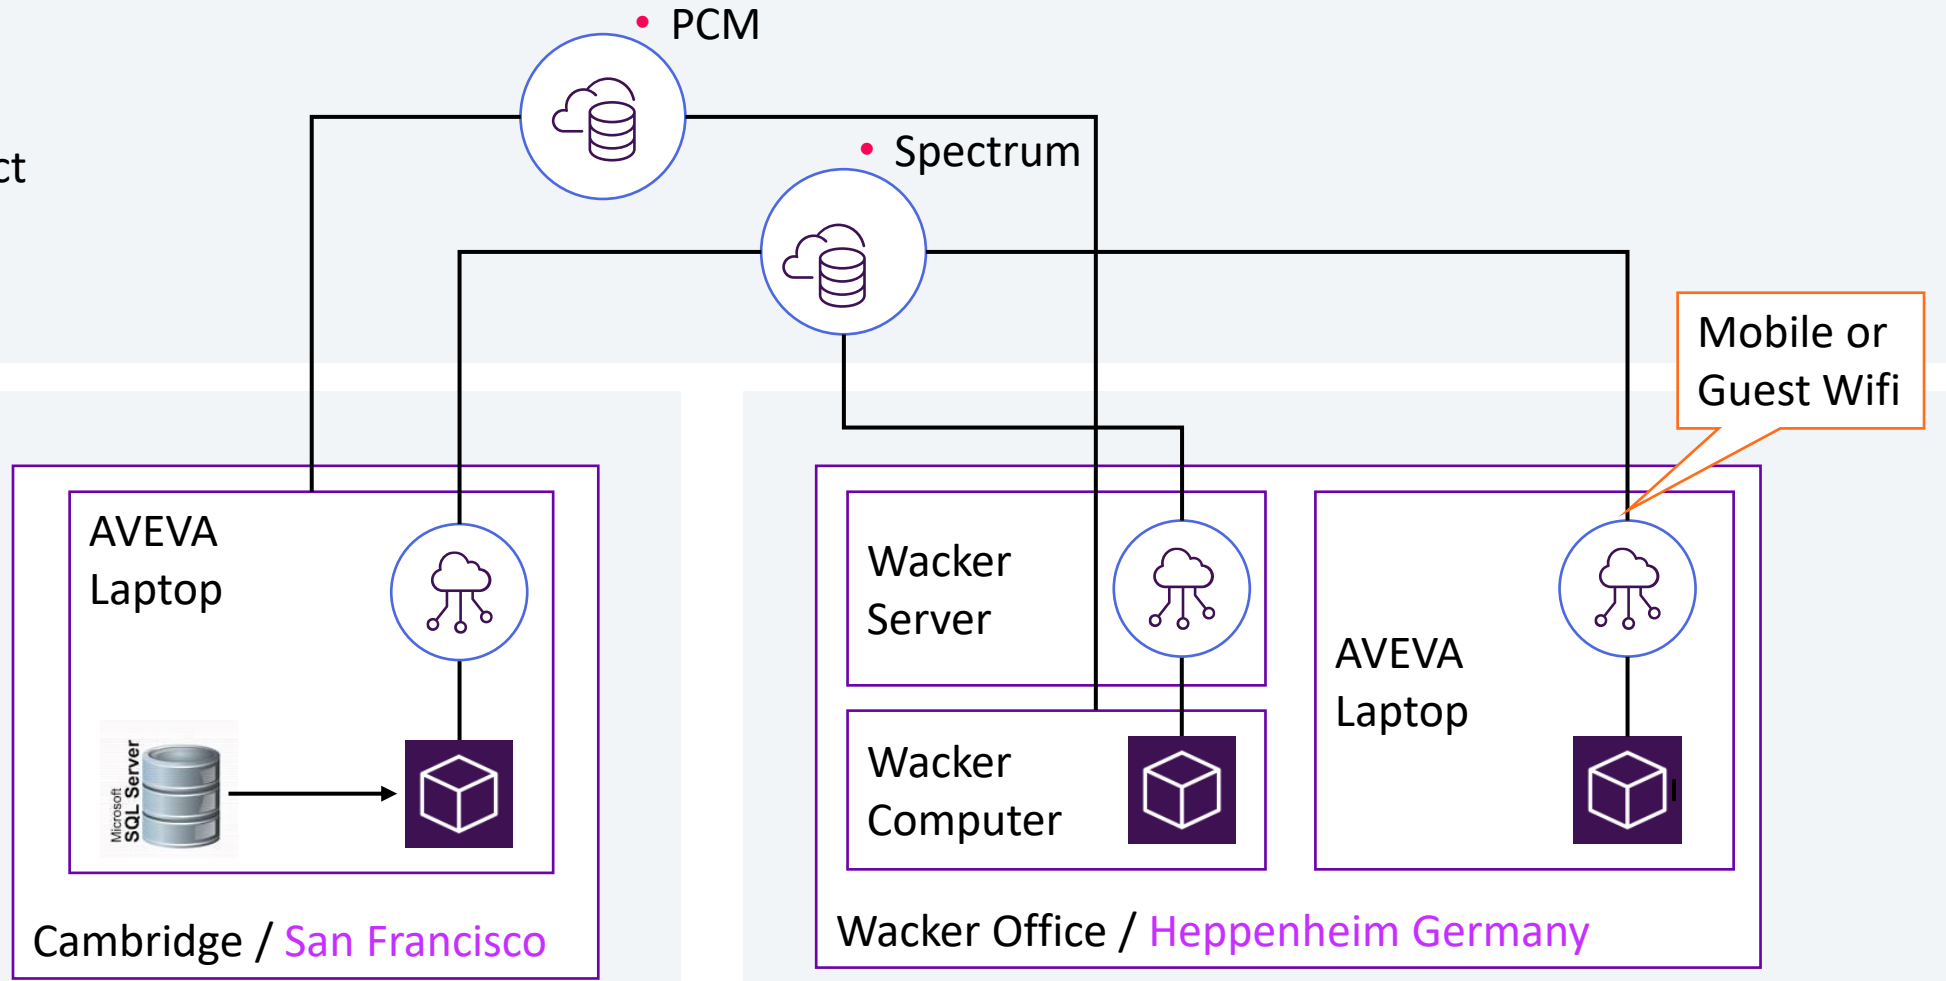 • PCM
• Spectrum
ct
Mobile or
Guest Wifi
AVEVA
Laptop
Microsoft
SQL Server
Cambridge / San Francisco
Wacker
Server
Wacker
Computer
AVEVA
Laptop
Wacker Office / Heppenheim Germany